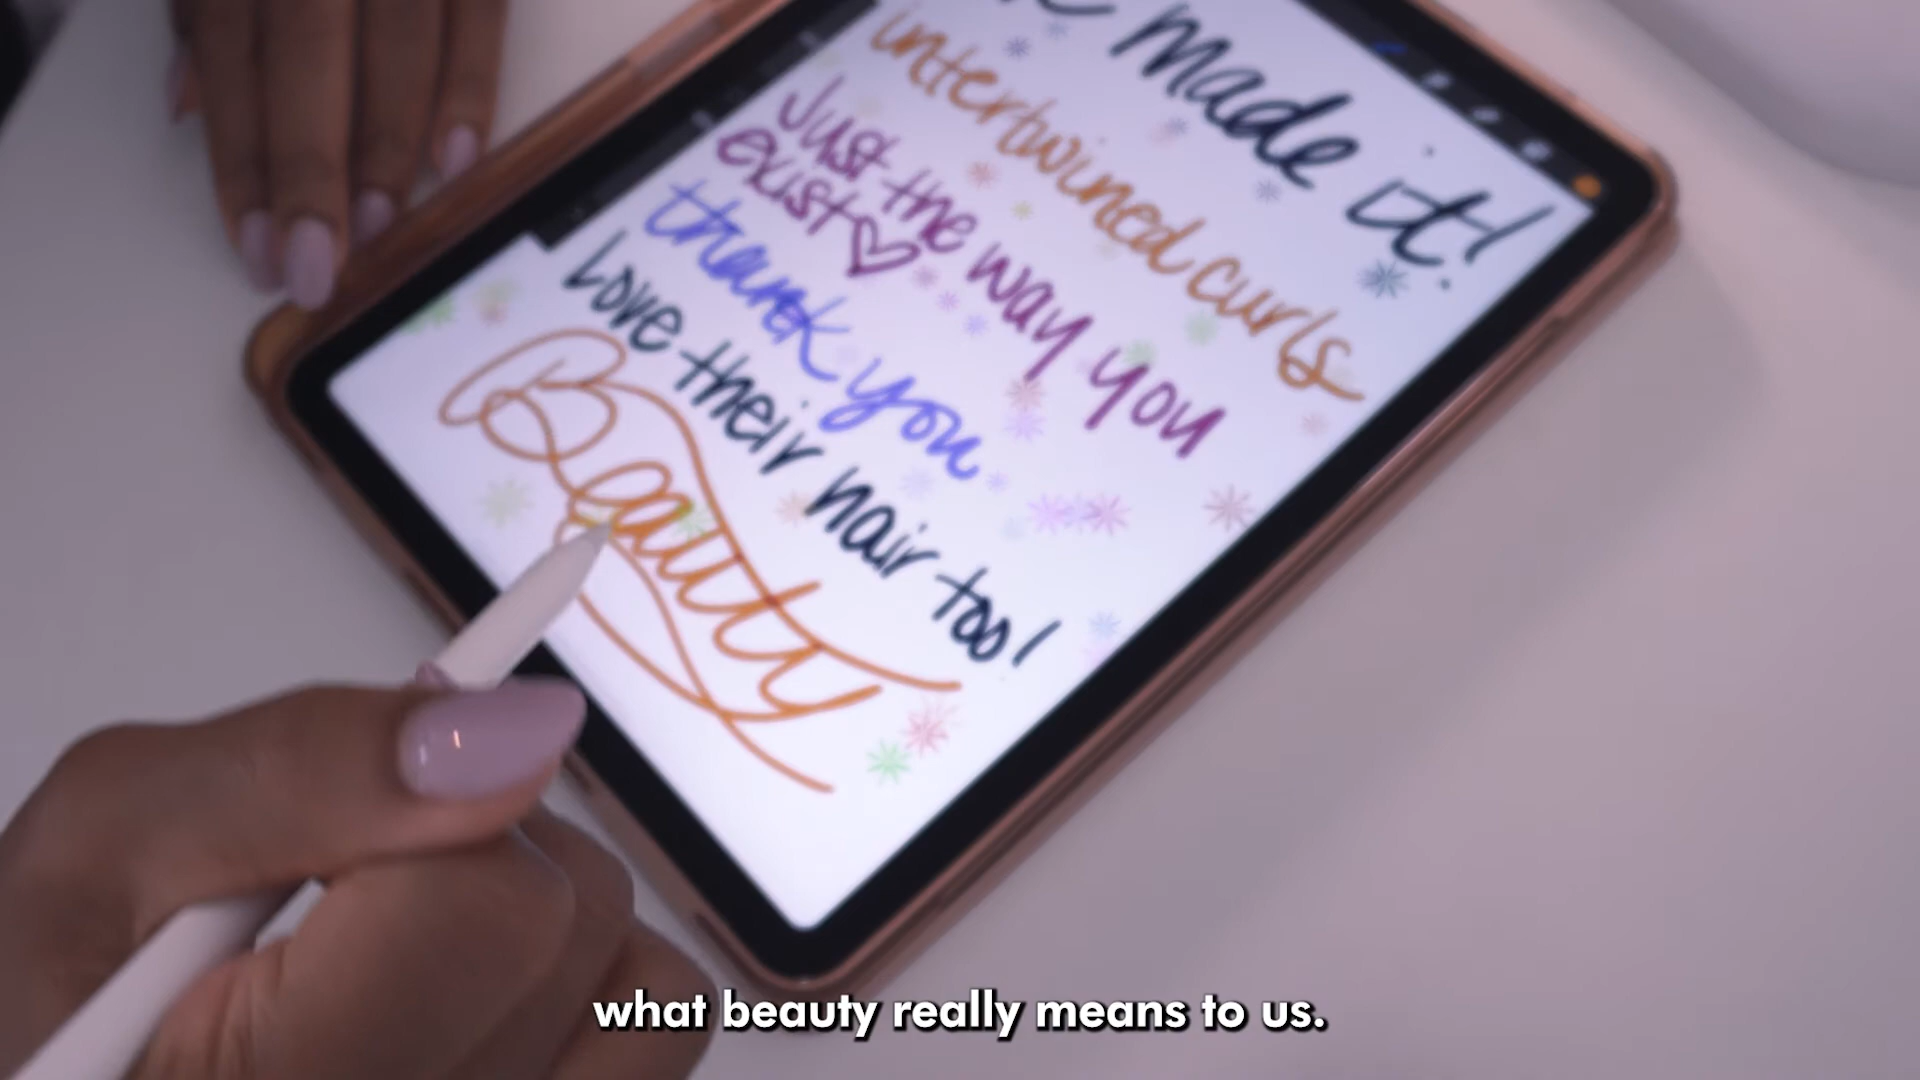 made it!
intertwined curls
Just the way you
exist
thank you
Love their hair too!
Beauty
what beauty really means to us.